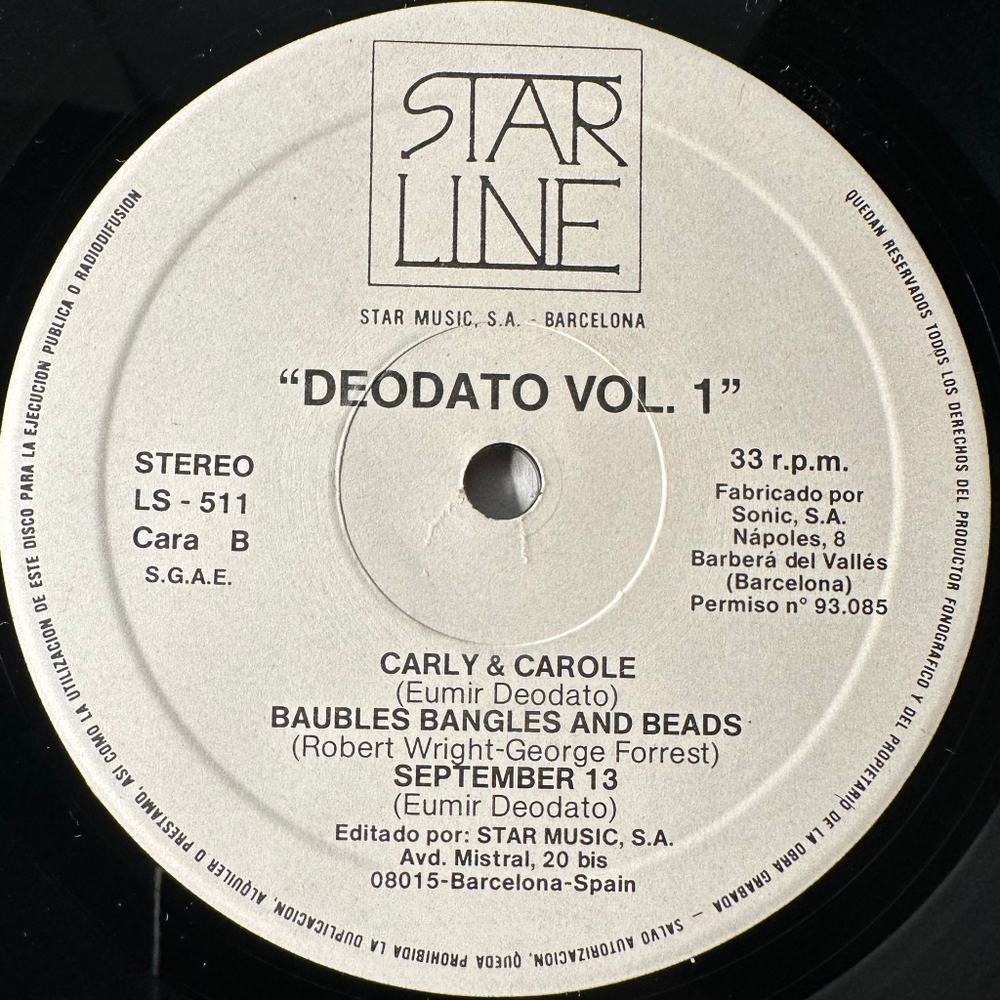 STAR
LINE
STAR MUSIC, S.A. - BARCELONA
"DEODATO VOL. 1"
STEREO
LS - 511
Cara B
S.G.A.E.
33 r.p.m.
Fabricado por
Sonic, S.A.
Nápoles, 8
Barberá del Vallés
(Barcelona)
Permiso n° 93.085
CARLY & CAROLE
(Eumir Deodato)
BAUBLES BANGLES AND BEADS
(Robert Wright-George Forrest)
SEPTEMBER 13
(Eumir Deodato)
Editado por: STAR MUSIC, S.A.
Avd. Mistral, 20 bis
08015-Barcelona-Spain
QUEDAN RESERVADOS TODOS LOS DERECHOS DEL PRODUCTOR FONOGRAFICO Y DEL PROPIETARIO DE LA OBRA GRABADA - SALVO AUTORIZACION, QUEDA PROHIBIDA LA DUPLICACION, ALQUILER O PRESTAMO, ASI COMO LA UTILIZACION DE ESTE DISCO PARA LA EJECUCION PUBLICA O RADIODIFUSION